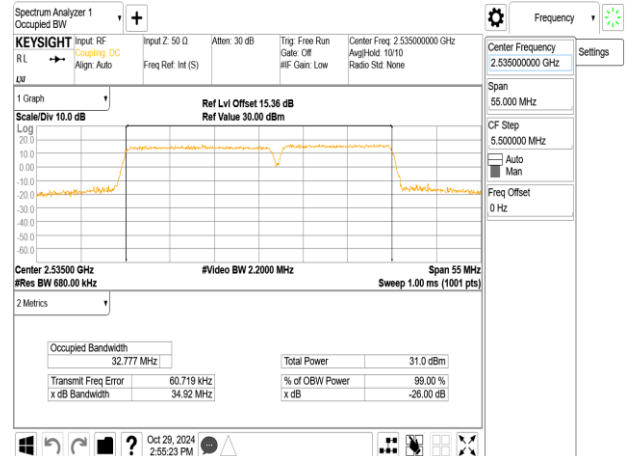 Spectrum Analyzer 1
Occupied BW
KEYSIGHT
RL
LXI
Input: RF
Coupling: DC
Align: Auto
Input Z: 50 Ω
Freq Ref: Int (S)
Atten: 30 dB
Trig: Free Run
Gate: Off
#IF Gain: Low
Center Freq: 2.535000000 GHz
Avg|Hold: 10/10
Radio Std: None
1 Graph
Scale/Div 10.0 dB
Ref Lvl Offset 15.36 dB
Ref Value 30.00 dBm
Log
20.0
10.0
0.00
-10.0
-20.0
-30.0
-40.0
-50.0
-60.0
Center 2.53500 GHz
#Video BW 2.2000 MHz
Span 55 MHz
#Res BW 680.00 kHz
Sweep 1.00 ms (1001 pts)
2 Metrics
Occupied Bandwidth
32.777 MHz
Total Power 31.0 dBm
Transmit Freq Error 60.719 kHz
% of OBW Power 99.00 %
x dB Bandwidth 34.92 MHz
x dB -26.00 dB
?
Oct 29, 2024
2:55:23 PM
Frequency
Settings
Center Frequency
2.535000000 GHz
Span
55.000 MHz
CF Step
5.500000 MHz
Auto
Man
Freq Offset
0 Hz